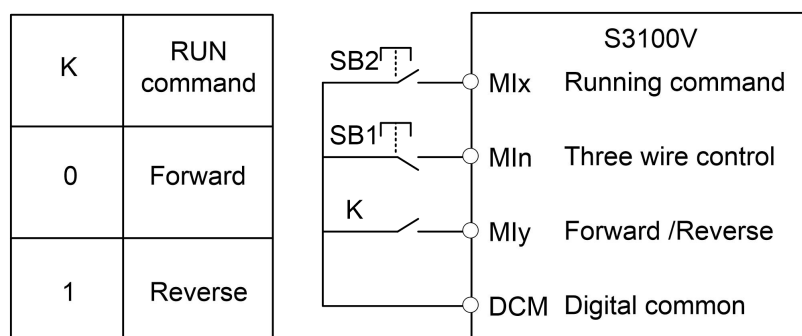 K
RUN
command
0
Forward
1
Reverse
S3100V
SB2
MIx Running command
SB1
MIn Three wire control
K
MIy Forward /Reverse
DCM Digital common